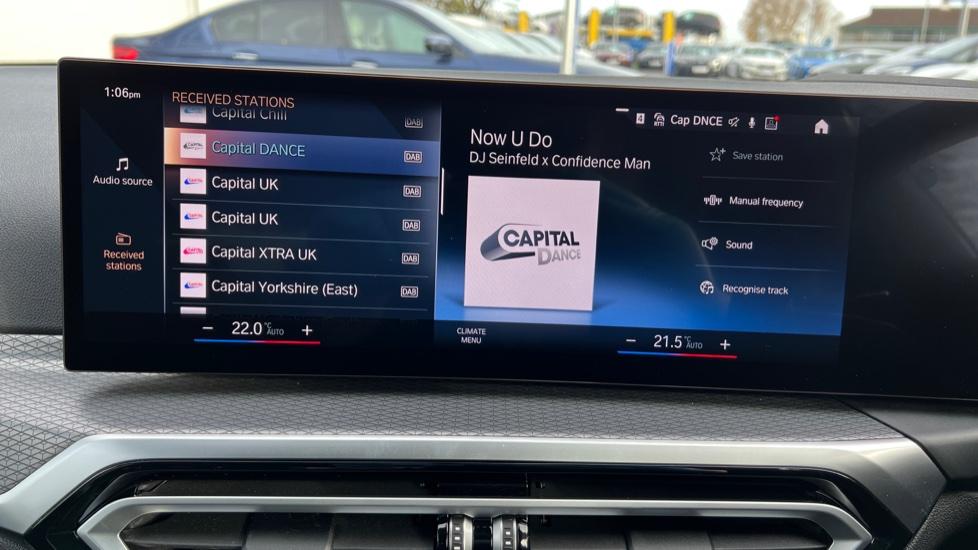 1:06pm
RECEIVED STATIONS
Audio source
Received
stations
Capital Chill
DAB
Capital DANCE
DAB
Capital UK
DAB
Capital UK
DAB
Capital XTRA UK
DAB
Capital Yorkshire (East)
DAB
4
Cap DNCE
Now U Do
DJ Seinfeld x Confidence Man
CAPITAL
DANCE
Save station
Manual frequency
Sound
Recognise track
− 22.0 °C AUTO +
CLIMATE
MENU
− 21.5 °C AUTO +